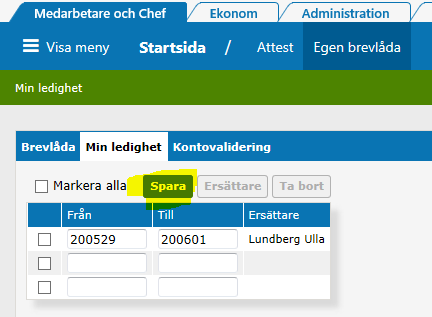 Medarbetare och Chef Ekonom Administration
Visa meny Startsida / Attest Egen brevlåda
Min ledighet
Brevlåda Min ledighet Kontovalidering
Markera alla Spara Ersättare Ta bort
Från Till Ersättare
200529 200601 Lundberg Ulla